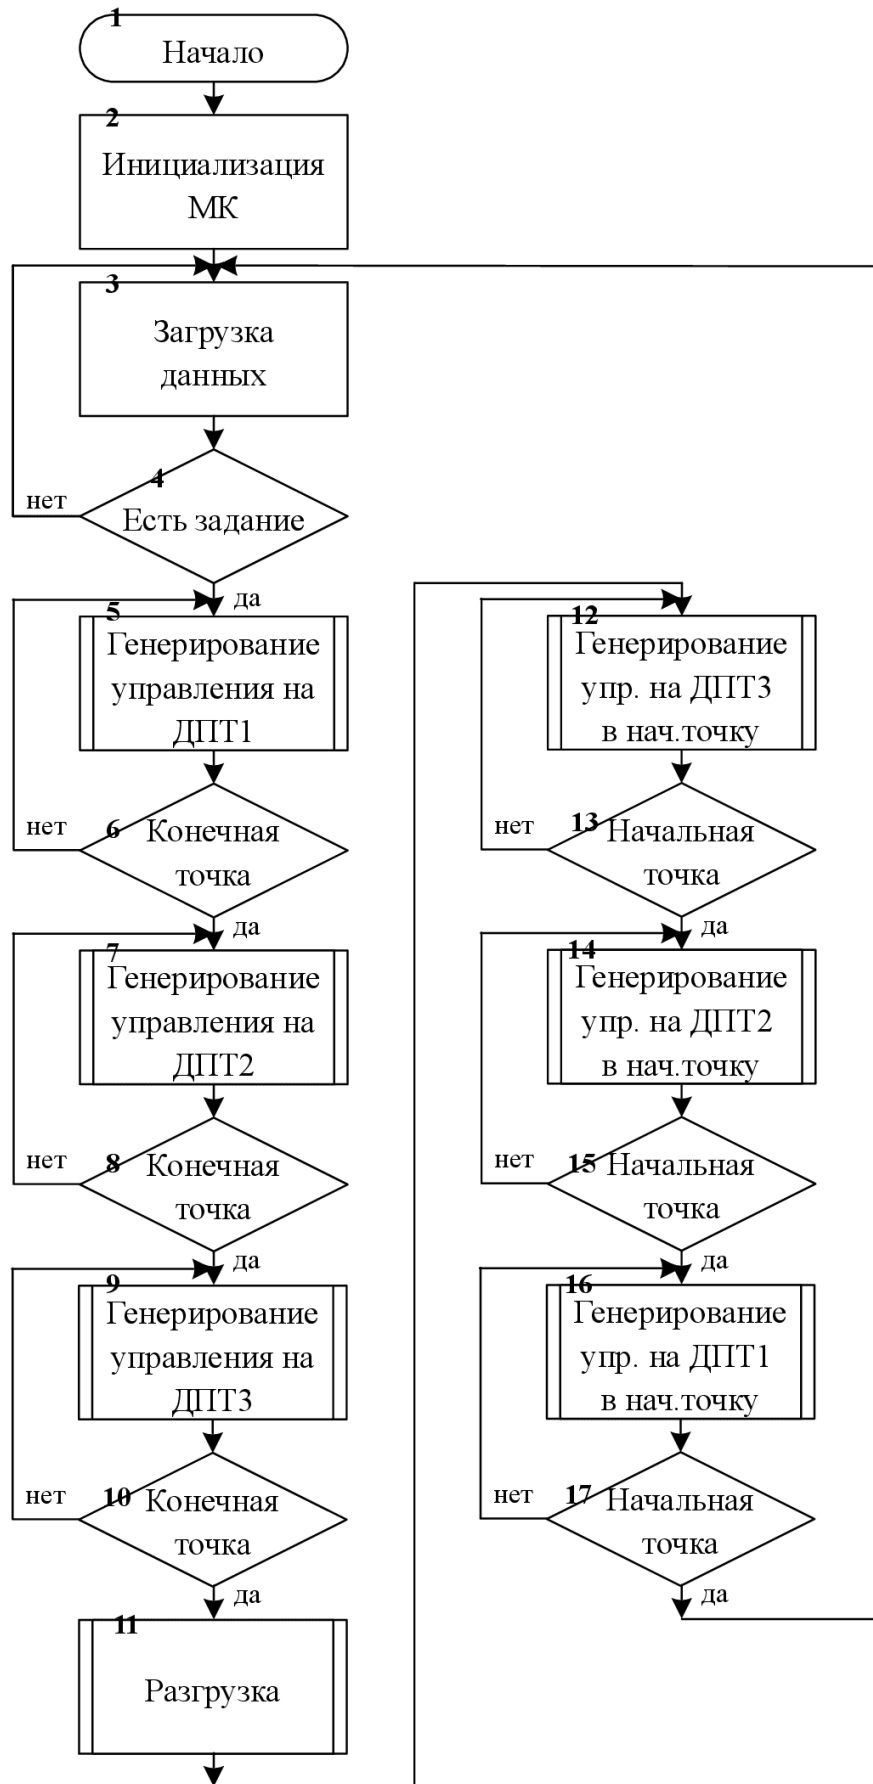 1
Начало
2
Инициализация
МК
3
Загрузка
данных
4
нет
Есть задание
да
5
Генерирование
управления на
ДПТ1
нет
6
Конечная
точка
да
7
Генерирование
управления на
ДПТ2
нет
8
Конечная
точка
да
9
Генерирование
управления на
ДПТ3
нет
10
Конечная
точка
да
11
Разгрузка
12
Генерирование
упр. на ДПТ3
в нач.точку
нет
13
Начальная
точка
да
14
Генерирование
упр. на ДПТ2
в нач.точку
нет
15
Начальная
точка
да
16
Генерирование
упр. на ДПТ1
в нач.точку
нет
17
Начальная
точка
да